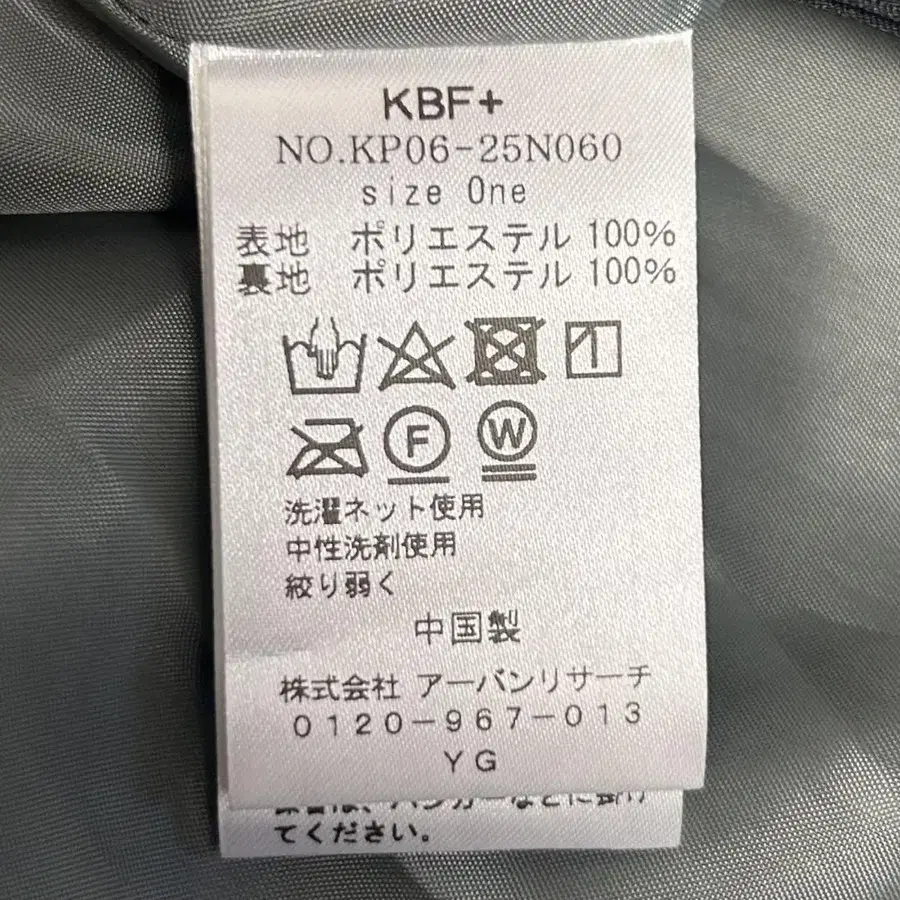 KBF+
NO.KP06-25N060
size One
表地 ポリエステル 100%
裏地 ポリエステル 100%
F W
洗濯ネット使用
中性洗剤使用
絞り弱く
中国製
株式会社 アーバンリサーチ
0120-967-013
YG
てください。